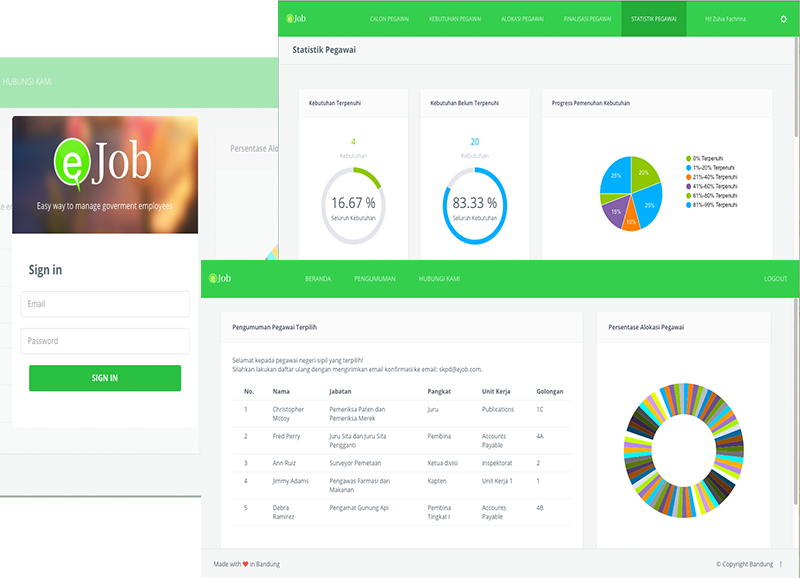 eJob
CALON PEGAWAI
KEBUTUHAN PEGAWAI
ALOKASI PEGAWAI
FINALISASI PEGAWAI
STATISTIK PEGAWAI
Hi! Zulva Fachrina
Statistik Pegawai
Kebutuhan Terpenuhi
4
Kebutuhan
16.67 %
Seluruh Kebutuhan
Kebutuhan Belum Terpenuhi
20
Kebutuhan
83.33 %
Seluruh Kebutuhan
Progress Pemenuhan Kebutuhan
25%
20%
25%
10%
15%
0% Terpenuhi
1%-20% Terpenuhi
21%-40% Terpenuhi
41%-60% Terpenuhi
61%-80% Terpenuhi
81%-99% Terpenuhi
HUBUNGI KAMI
Persentase Alo
eJob
Easy way to manage goverment employees
Sign in
Email
Password
SIGN IN
eJob
BERANDA
PENGUMUMAN
HUBUNGI KAMI
LOGOUT
Pengumuman Pegawai Terpilih
Selamat kepada pegawai negeri sipil yang terpilih!
Silahkan lakukan daftar ulang dengan mengirimkan email konfirmasi ke email: skpd@ejob.com.
No. Nama Jabatan Pangkat Unit Kerja Golongan
1 Christopher Mccoy Pemeriksa Paten dan Pemeriksa Merek Juru Publications 1C
2 Fred Perry Juru Sita dan Juru Sita Pengganti Pembina Accounts Payable 4A
3 Ann Ruiz Surveyor Pemetaan Ketua divisi Inspektorat 2
4 Jimmy Adams Pengawas Farmasi dan Makanan Kapten Unit Kerja 1 1
5 Debra Ramirez Pengamat Gunung Api Pembina Tingkat I Accounts Payable 4B
Persentase Alokasi Pegawai
Made with ❤ in Bandung
© Copyright Bandung